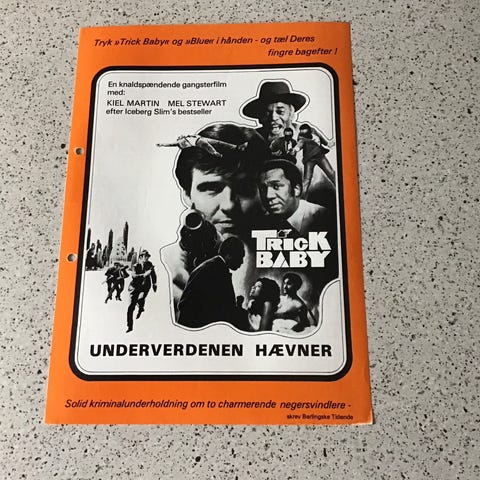 Tryk »Trick Baby« og »Blue« i hånden - og tæl Deres
fingre bagefter !
En knaldspændende gangsterfilm
med:
KIEL MARTIN MEL STEWART
efter Iceberg Slim's bestseller
TRICK
BABY
UNDERVERDENEN HÆVNER
Solid kriminalunderholdning om to charmerende negersvindlere -
skrev Berlingske Tidende